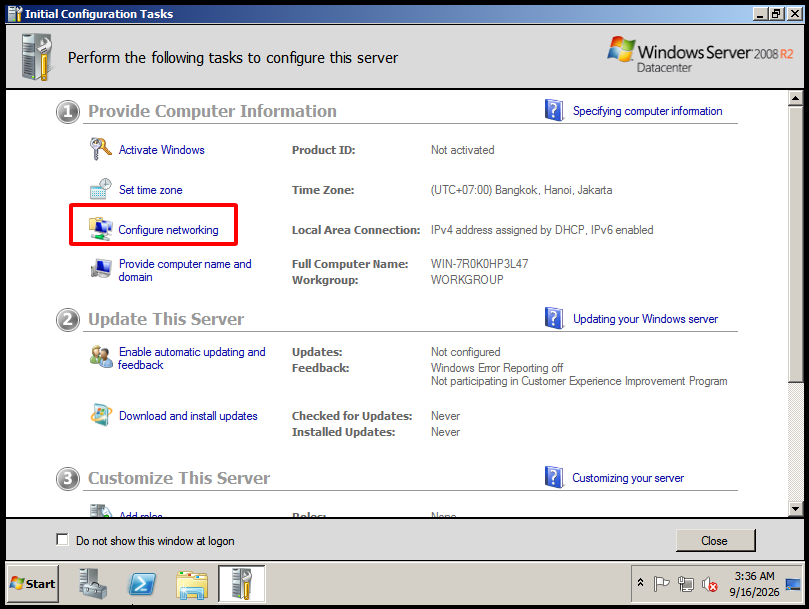 Initial Configuration Tasks
Perform the following tasks to configure this server
Windows Server 2008 R2
Datacenter
1 Provide Computer Information
Specifying computer information
Activate Windows Product ID: Not activated
Set time zone Time Zone: (UTC+07:00) Bangkok, Hanoi, Jakarta
Configure networking Local Area Connection: IPv4 address assigned by DHCP, IPv6 enabled
Provide computer name and domain
Full Computer Name: WIN-7R0K0HP3L47
Workgroup: WORKGROUP
2 Update This Server
Updating your Windows server
Enable automatic updating and feedback
Updates: Not configured
Feedback: Windows Error Reporting off
Not participating in Customer Experience Improvement Program
Download and install updates
Checked for Updates: Never
Installed Updates: Never
3 Customize This Server
Customizing your server
Add roles Roles: None
Do not show this window at logon
Close
Start
3:36 AM
9/16/2026